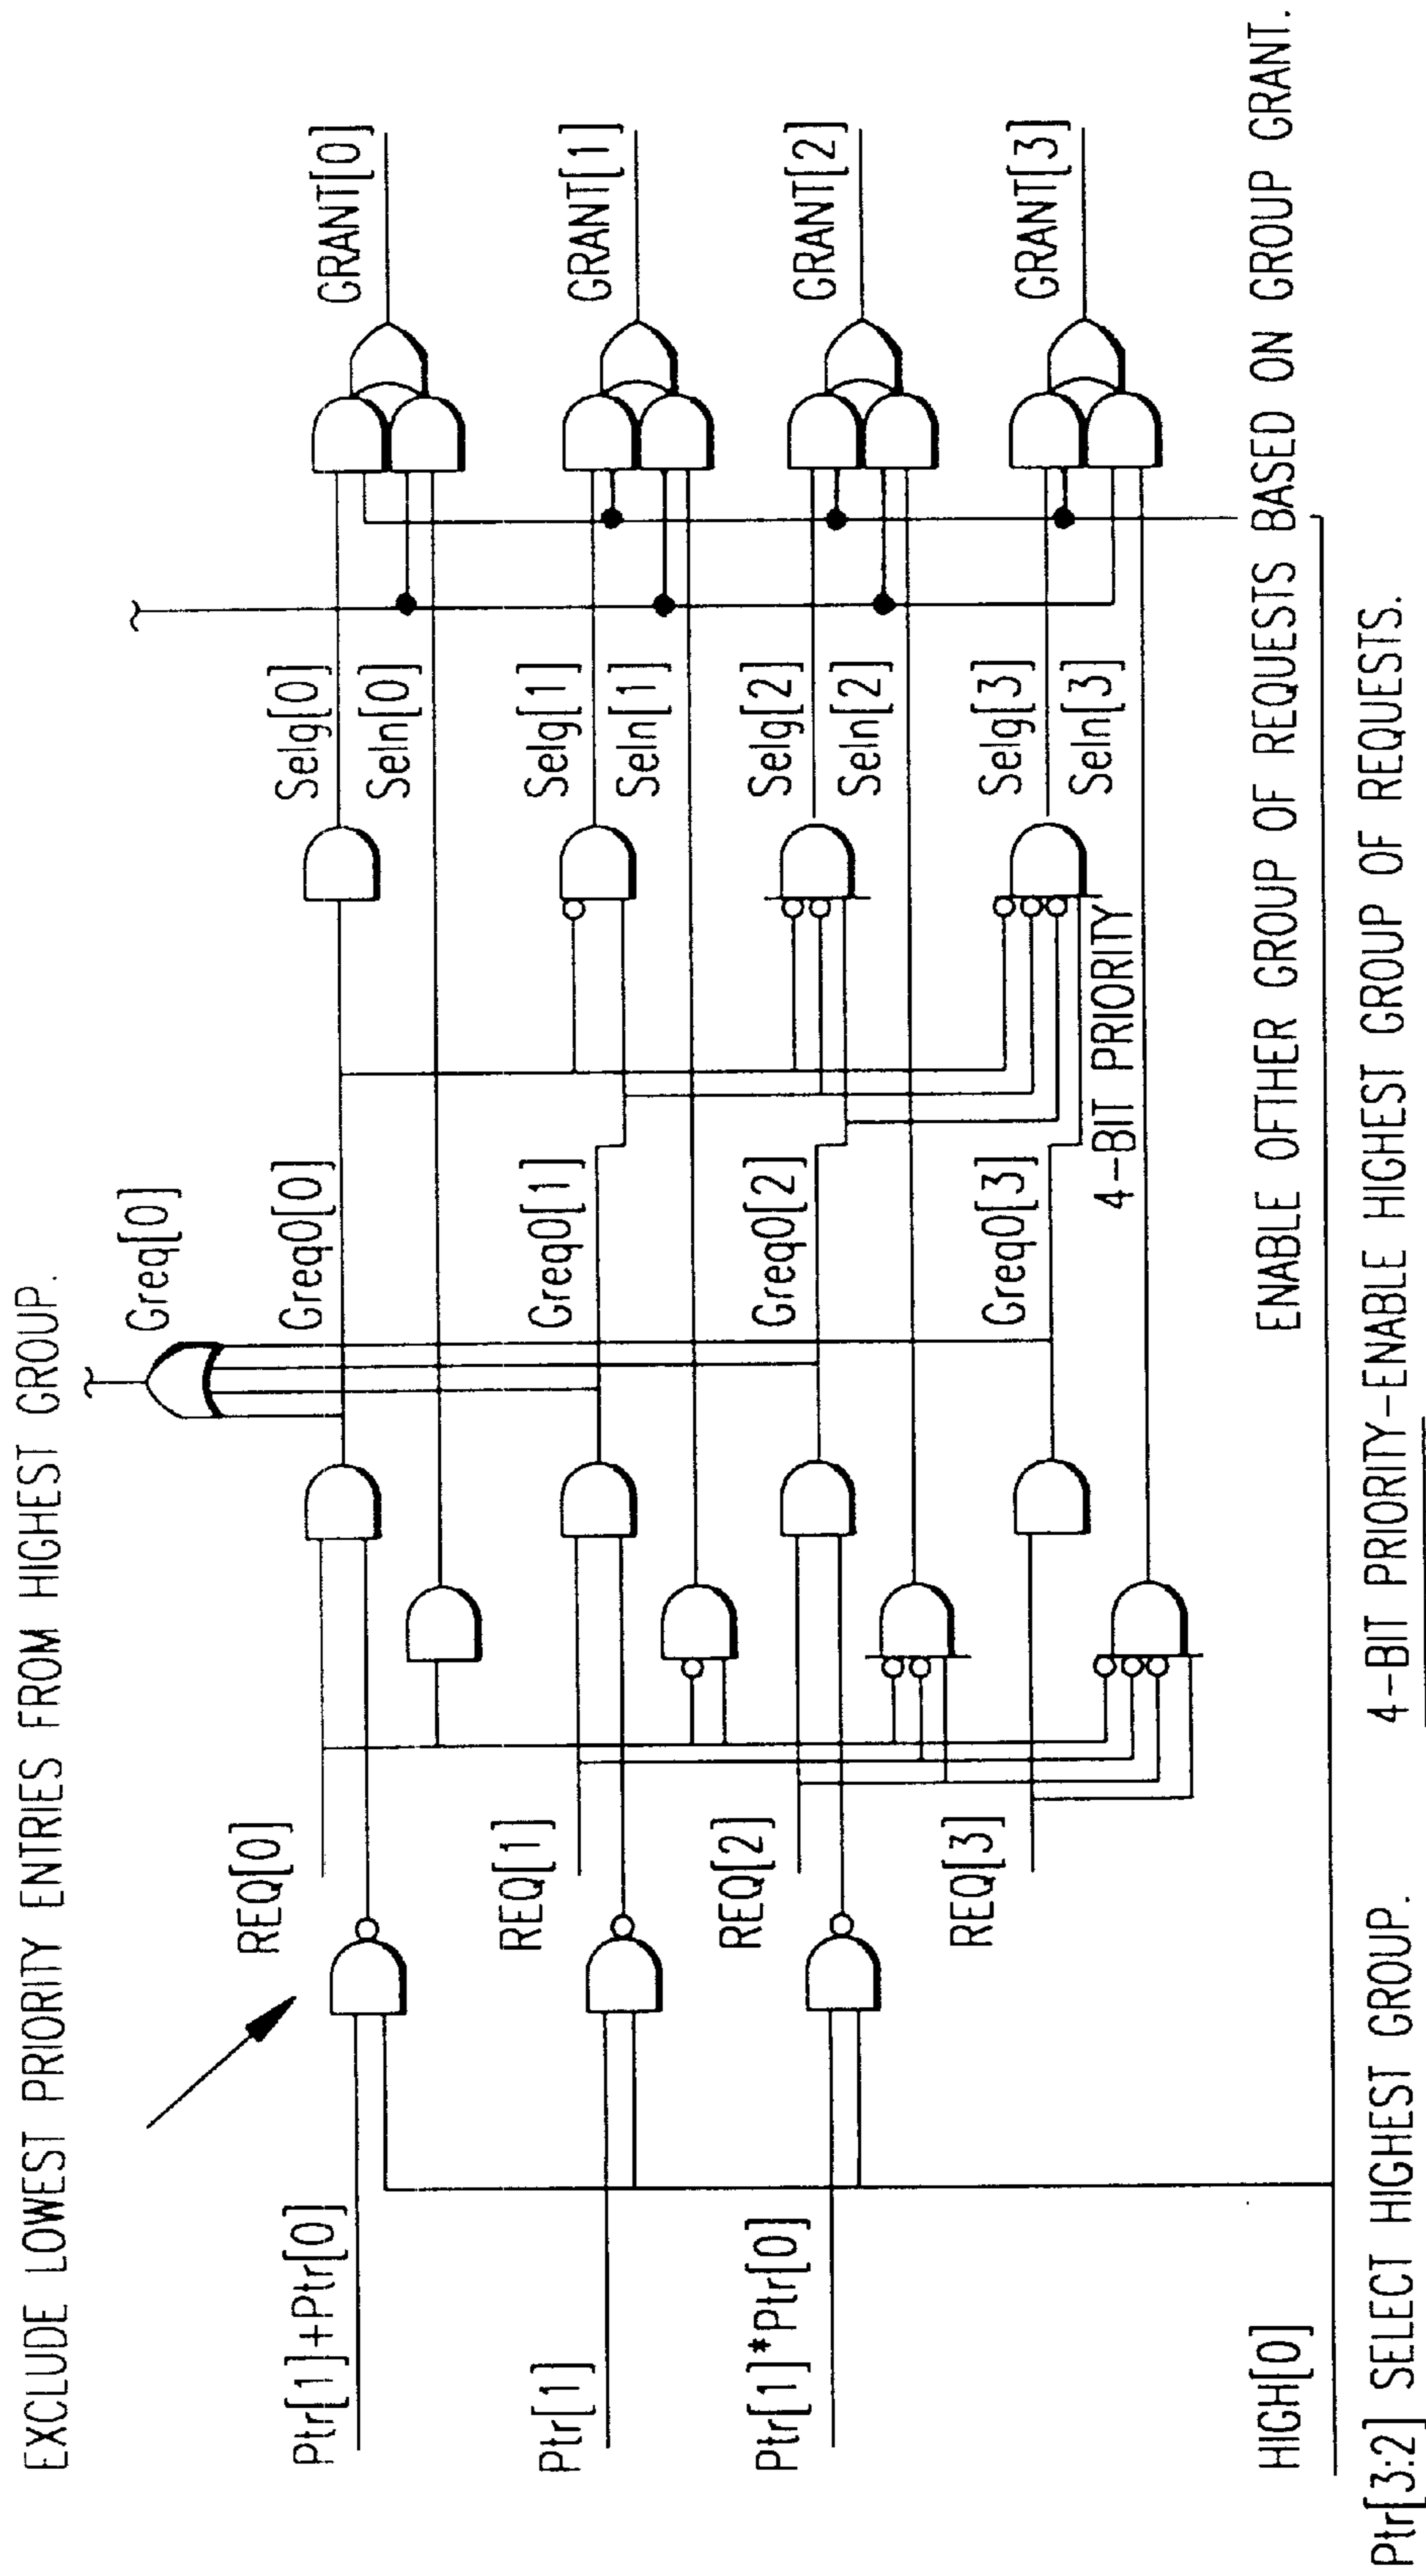 EXCLUDE LOWEST PRIORITY ENTRIES FROM HIGHEST GROUP.
Greq[0]
Ptr[1]+Ptr[0]
REQ[0]
Greq0[0]
Selg[0]
Seln[0]
GRANT[0]
Ptr[1]
REQ[1]
Greq0[1]
Selg[1]
Seln[1]
GRANT[1]
Ptr[1]*Ptr[0]
REQ[2]
Greq0[2]
Selg[2]
Seln[2]
GRANT[2]
REQ[3]
Greq0[3]
Selg[3]
Seln[3]
GRANT[3]
4-BIT PRIORITY
HIGH[0]
ENABLE OFTHER GROUP OF REQUESTS BASED ON GROUP GRANT.
Ptr[3:2] SELECT HIGHEST GROUP.
4-BIT PRIORITY-ENABLE HIGHEST GROUP OF REQUESTS.